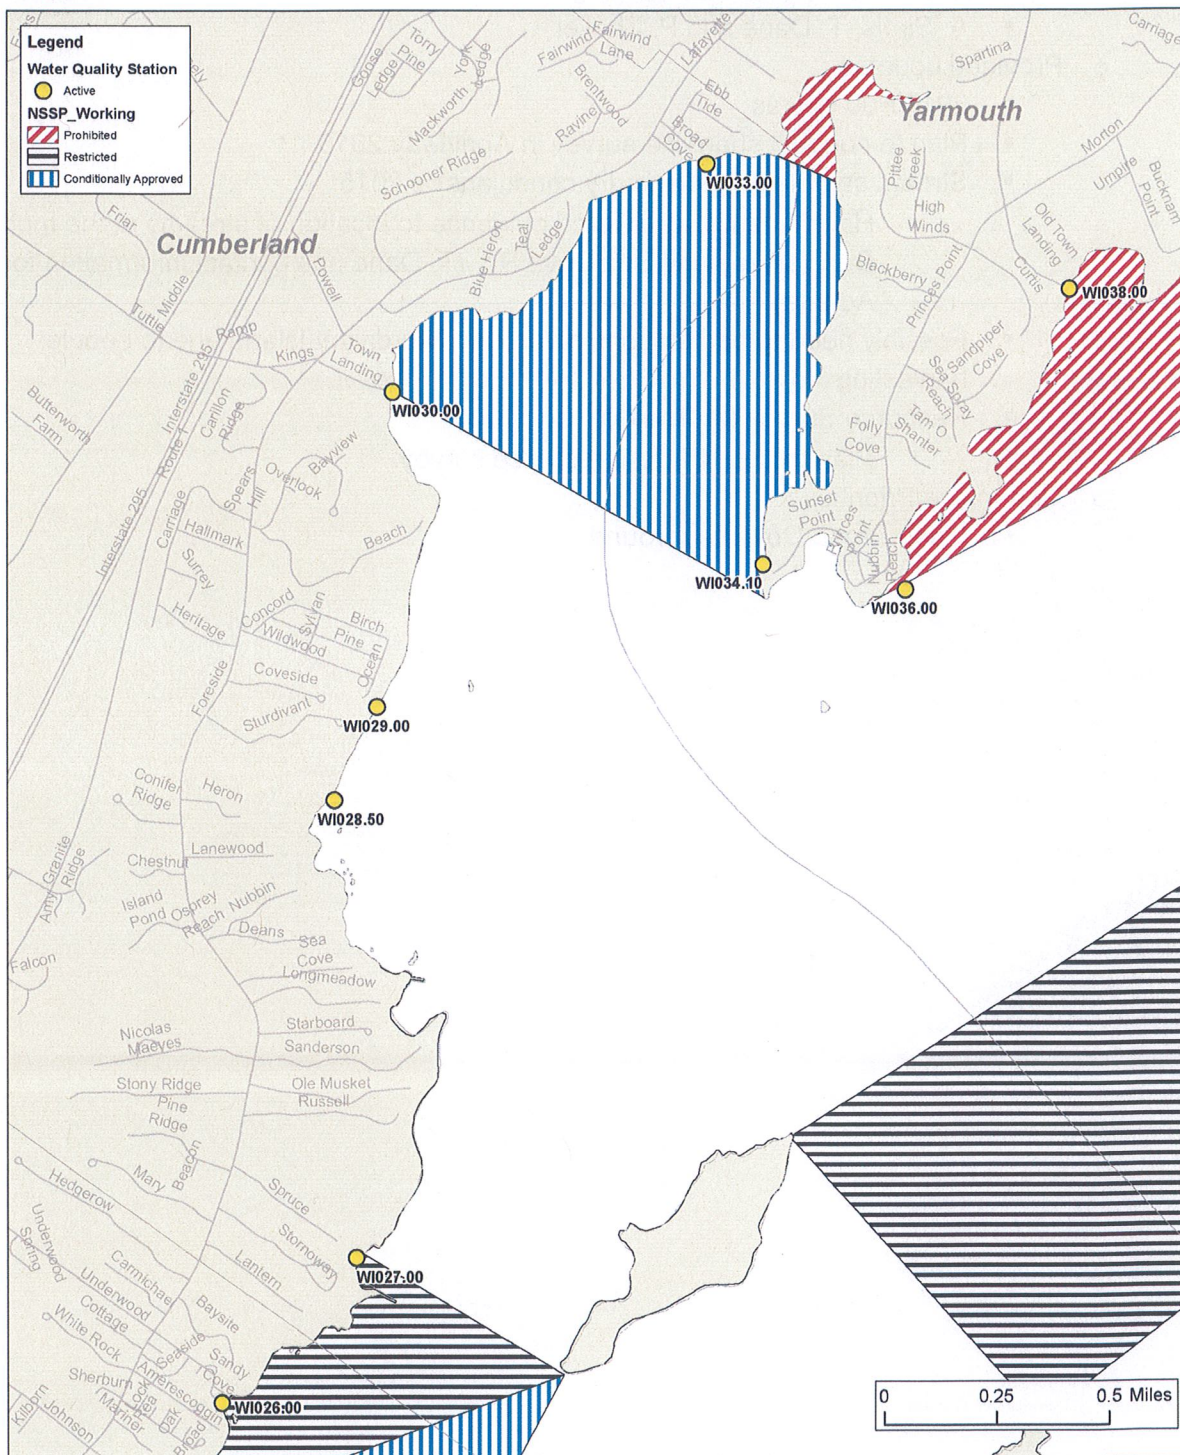 Legend
Water Quality Station
Active
NSSP_Working
Prohibited
Restricted
Conditionally Approved
Goose
Ledge
Torry
Pine
York
Ledge
Mackworth
Fairwind
Fairwind
Lane
Lafayette
Brentwood
Ravine
Ebb
Tide
Broad
Cove
Spartina
Carriage
Yarmouth
Morton
Umpire
Bucknam
Point
Pittee
Creek
High
Winds
Old Town
Landing
Curtis
WI033.00
Schooner Ridge
Friar
Cumberland
Powell
Blue Heron
Teal
Ledge
Blackberry
Princes Point
WI038.00
Middle
Tuttle
Ramp
Kings
Town
Landing
WI030.00
Sandpiper
Cove
Sea Spray
Reach
Tam O
Shanter
Folly
Cove
Butterworth
Farm
Interstate 295
Route 1
Carillon
Ridge
Bayview
Overlook
Spears
Hill
Beach
Sunset
Point
Princes
Point
Nubbin
Reach
Interstate 295
Carriage
Hallmark
Surrey
WI034.10
WI036.00
Heritage
Concord
Sylvan
Birch
Pine
Wildwood
Ocean
Coveside
Foreside
Sturdivant
WI029.00
Conifer
Ridge
Heron
WI028.50
Lanewood
Chestnut
Granite
Ridge
Amy
Island
Pond
Osprey
Reach
Nubbin
Deans
Sea
Cove
Longmeadow
Falcon
Starboard
Nicolas
Maeves
Sanderson
Stony Ridge
Ole Musket
Pine
Ridge
Russell
Beacon
Mary
Hedgerow
Spruce
Stornoway
Underwood
Spring
Lantern
WI027.00
Carmichae
Underwood
Cottage
Baysite
White Rock
Seaside
Sandy
Cove
Sherburn
Amerescoggin
WI026.00
Mariner
Oak
Broad
Kilborn
Johnson
0 0.25 0.5 Miles